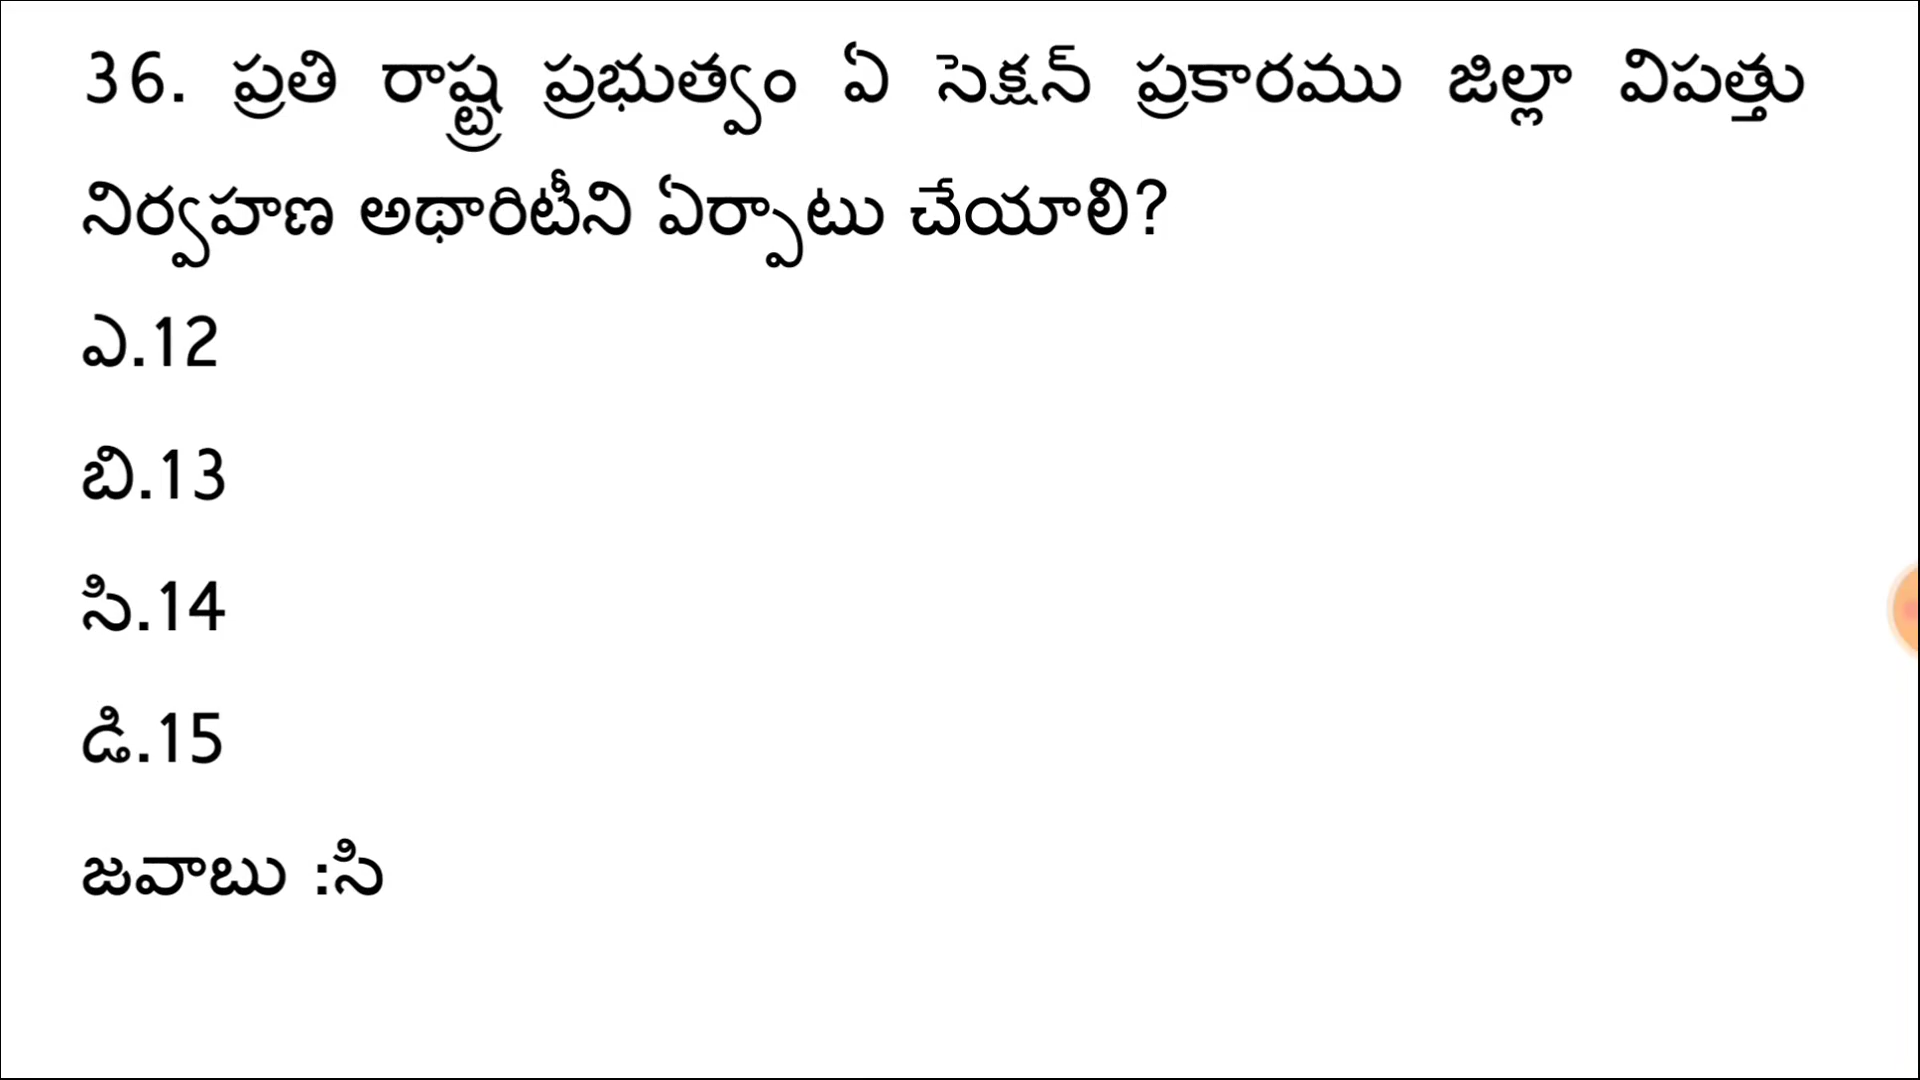 36. ప్రతి రాష్ట్ర ప్రభుత్వం ఏ సెక్షన్ ప్రకారము జిల్లా విపత్తు
నిర్వహణ అథారిటీని ఏర్పాటు చేయాలి?
ఎ.12
బి.13
సి.14
డి.15
జవాబు :సి